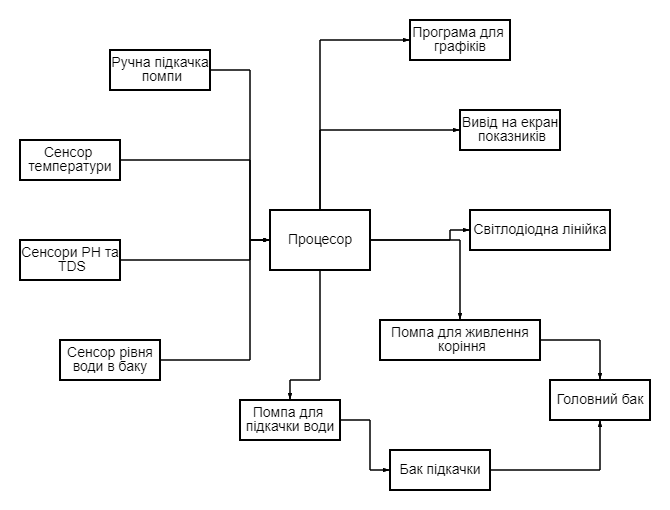 Програма для
графіків
Ручна підкачка
помпи
Вивід на екран
показників
Сенсор
температури
Процесор
Світлодіодна лінійка
Сенсори PH та
TDS
Помпа для живлення
коріння
Сенсор рівня
води в баку
Головний бак
Помпа для
підкачки води
Бак підкачки